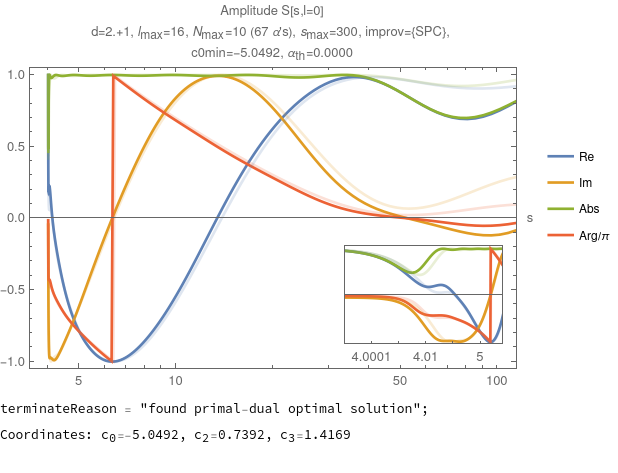 Amplitude S[s,l=0]
d=2.+1, lmax=16, Nmax=10 (67 α's), smax=300, improv={SPC},
c0min=−5.0492, αth=0.0000
1.0
0.5
0.0
−0.5
−1.0
5
10
50
100
s
Re
Im
Abs
Arg/π
4.0001
4.01
5
terminateReason = "found primal-dual optimal solution";
Coordinates: c0=-5.0492, c2=0.7392, c3=1.4169